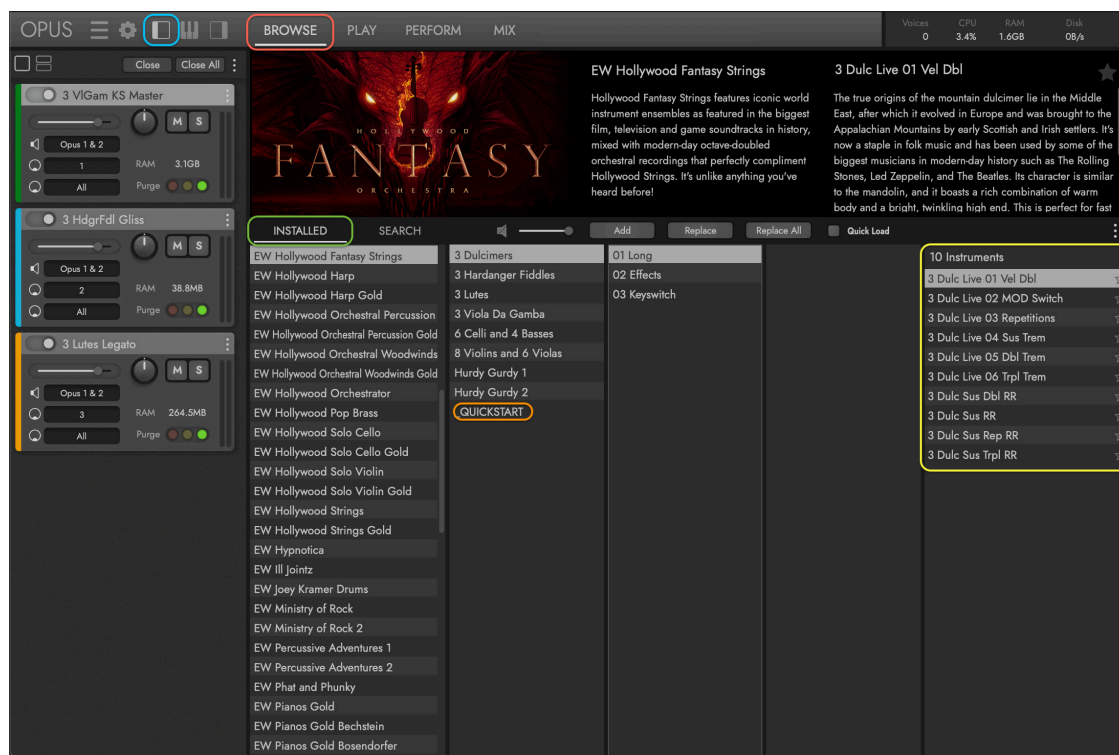 OPUS
BROWSE PLAY PERFORM MIX
Voices CPU RAM Disk
0 3.4% 1.6GB 0B/s
Close Close All
3 VlGam KS Master
M S
Opus 1 & 2
1 RAM 3.1GB
All Purge
3 HdgrFdl Gliss
M S
Opus 1 & 2
2 RAM 38.8MB
All Purge
3 Lutes Legato
M S
Opus 1 & 2
3 RAM 264.5MB
All Purge
HOLLYWOOD
FANTASY
ORCHESTRA
EW Hollywood Fantasy Strings
Hollywood Fantasy Strings features iconic world
instrument ensembles as featured in the biggest
film, television and game soundtracks in history,
mixed with modern-day octave-doubled
orchestral recordings that perfectly compliment
Hollywood Strings. It's unlike anything you've
heard before!
3 Dulc Live 01 Vel Dbl
The true origins of the mountain dulcimer lie in the Middle
East, after which it evolved in Europe and was brought to the
Appalachian Mountains by early Scottish and Irish settlers. It's
now a staple in folk music and has been used by some of the
biggest musicians in modern-day history such as The Rolling
Stones, Led Zeppelin, and The Beatles. Its character is similar
to the mandolin, and it boasts a rich combination of warm
body and a bright, twinkling high end. This is perfect for fast
INSTALLED SEARCH Add Replace Replace All Quick Load
EW Hollywood Fantasy Strings
EW Hollywood Harp
EW Hollywood Harp Gold
EW Hollywood Orchestral Percussion
EW Hollywood Orchestral Percussion Gold
EW Hollywood Orchestral Woodwinds
EW Hollywood Orchestral Woodwinds Gold
EW Hollywood Orchestrator
EW Hollywood Pop Brass
EW Hollywood Solo Cello
EW Hollywood Solo Cello Gold
EW Hollywood Solo Violin
EW Hollywood Solo Violin Gold
EW Hollywood Strings
EW Hollywood Strings Gold
EW Hypnotica
EW Ill Jointz
EW Joey Kramer Drums
EW Ministry of Rock
EW Ministry of Rock 2
EW Percussive Adventures 1
EW Percussive Adventures 2
EW Phat and Phunky
EW Pianos Gold
EW Pianos Gold Bechstein
EW Pianos Gold Bosendorfer
3 Dulcimers
3 Hardanger Fiddles
3 Lutes
3 Viola Da Gamba
6 Celli and 4 Basses
8 Violins and 6 Violas
Hurdy Gurdy 1
Hurdy Gurdy 2
QUICKSTART
01 Long
02 Effects
03 Keyswitch
10 Instruments
3 Dulc Live 01 Vel Dbl
3 Dulc Live 02 MOD Switch
3 Dulc Live 03 Repetitions
3 Dulc Live 04 Sus Trem
3 Dulc Live 05 Dbl Trem
3 Dulc Live 06 Trpl Trem
3 Dulc Sus Dbl RR
3 Dulc Sus RR
3 Dulc Sus Rep RR
3 Dulc Sus Trpl RR